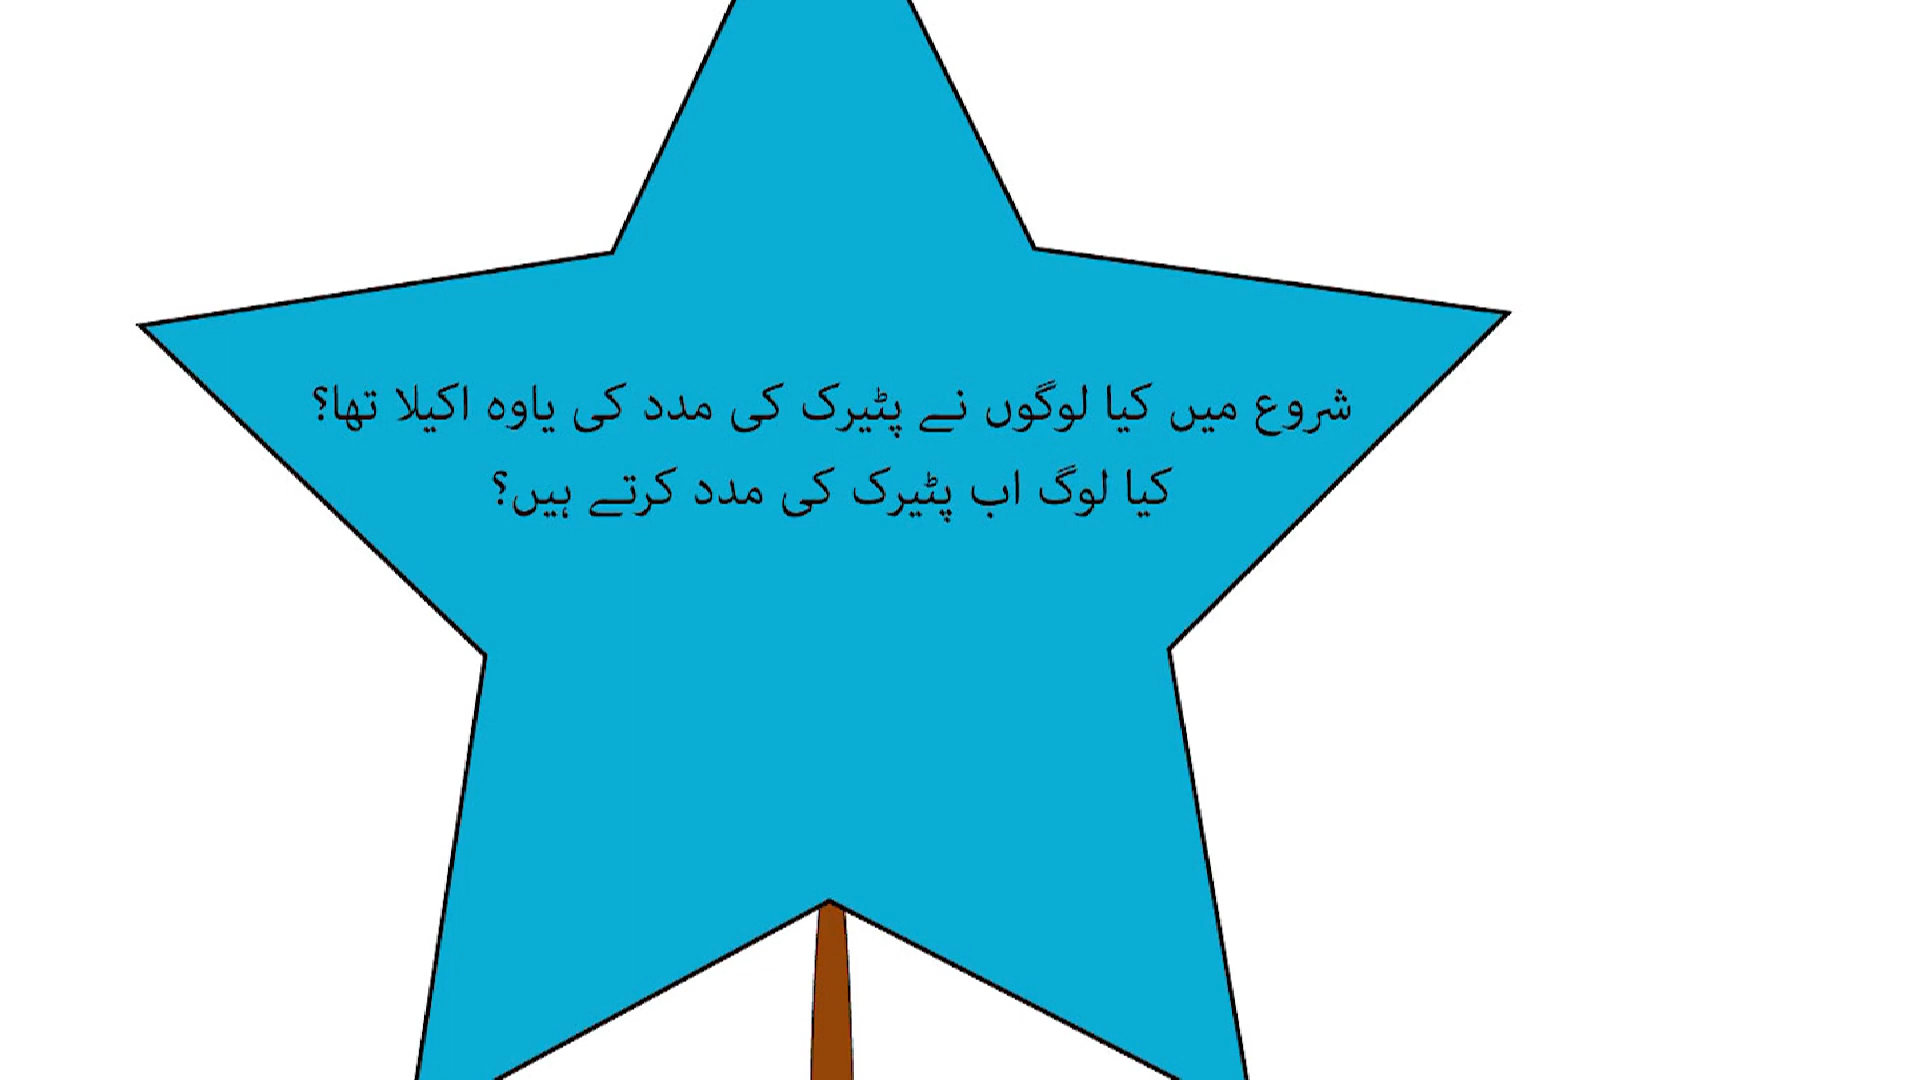 شروع میں کیا لوگوں نے پٹیرک کی مدد کی یاوہ اکیلا تھا؟
کیا لوگ اب پٹیرک کی مدد کرتے ہیں؟